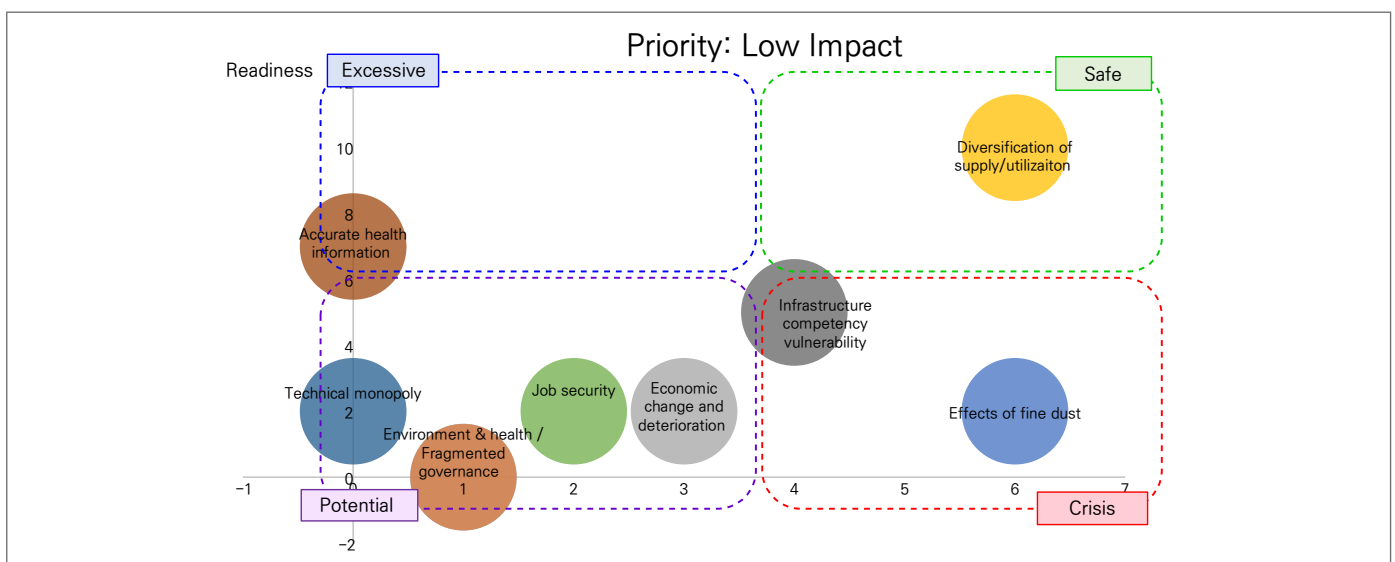 Priority: Low Impact
Readiness
Excessive
Safe
10
Diversification of
supply/utilizaiton
8
Accurate health
information
6
Infrastructure
competency
vulnerability
4
Technical monopoly
Job security
Economic
change and
deterioration
2
Effects of fine dust
Environment & health /
Fragmented
governance
0
−1
0
1
2
3
4
5
6
7
Potential
Crisis
−2